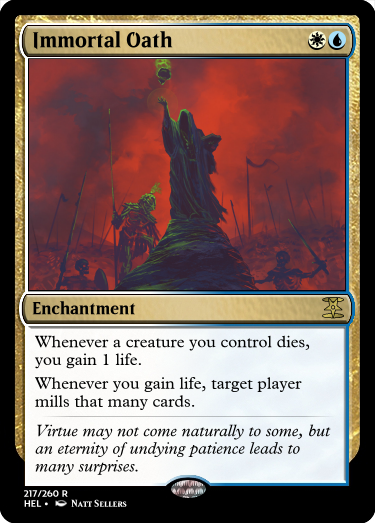 Immortal Oath
Enchantment
Whenever a creature you control dies,
you gain 1 life.
Whenever you gain life, target player
mills that many cards.
Virtue may not come naturally to some, but
an eternity of undying patience leads to
many surprises.
217/260 R
HEL • Natt Sellers